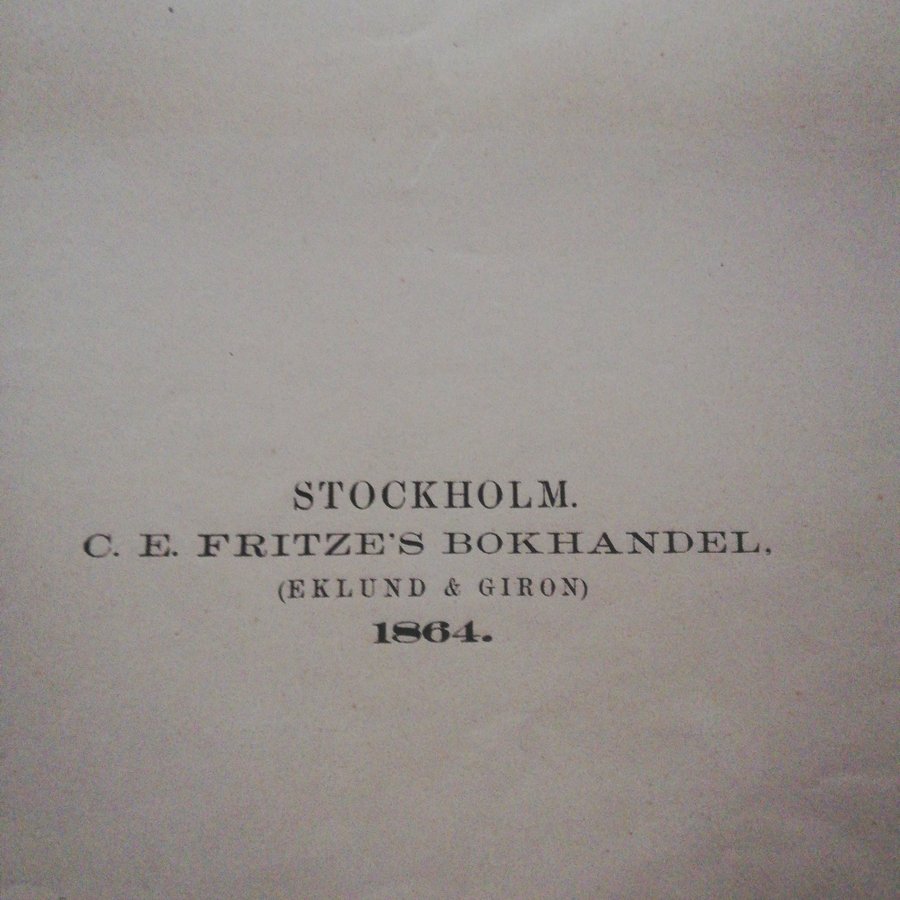 STOCKHOLM.
C. E. FRITZE'S BOKHANDEL,
(EKLUND & GIRON)
1864.